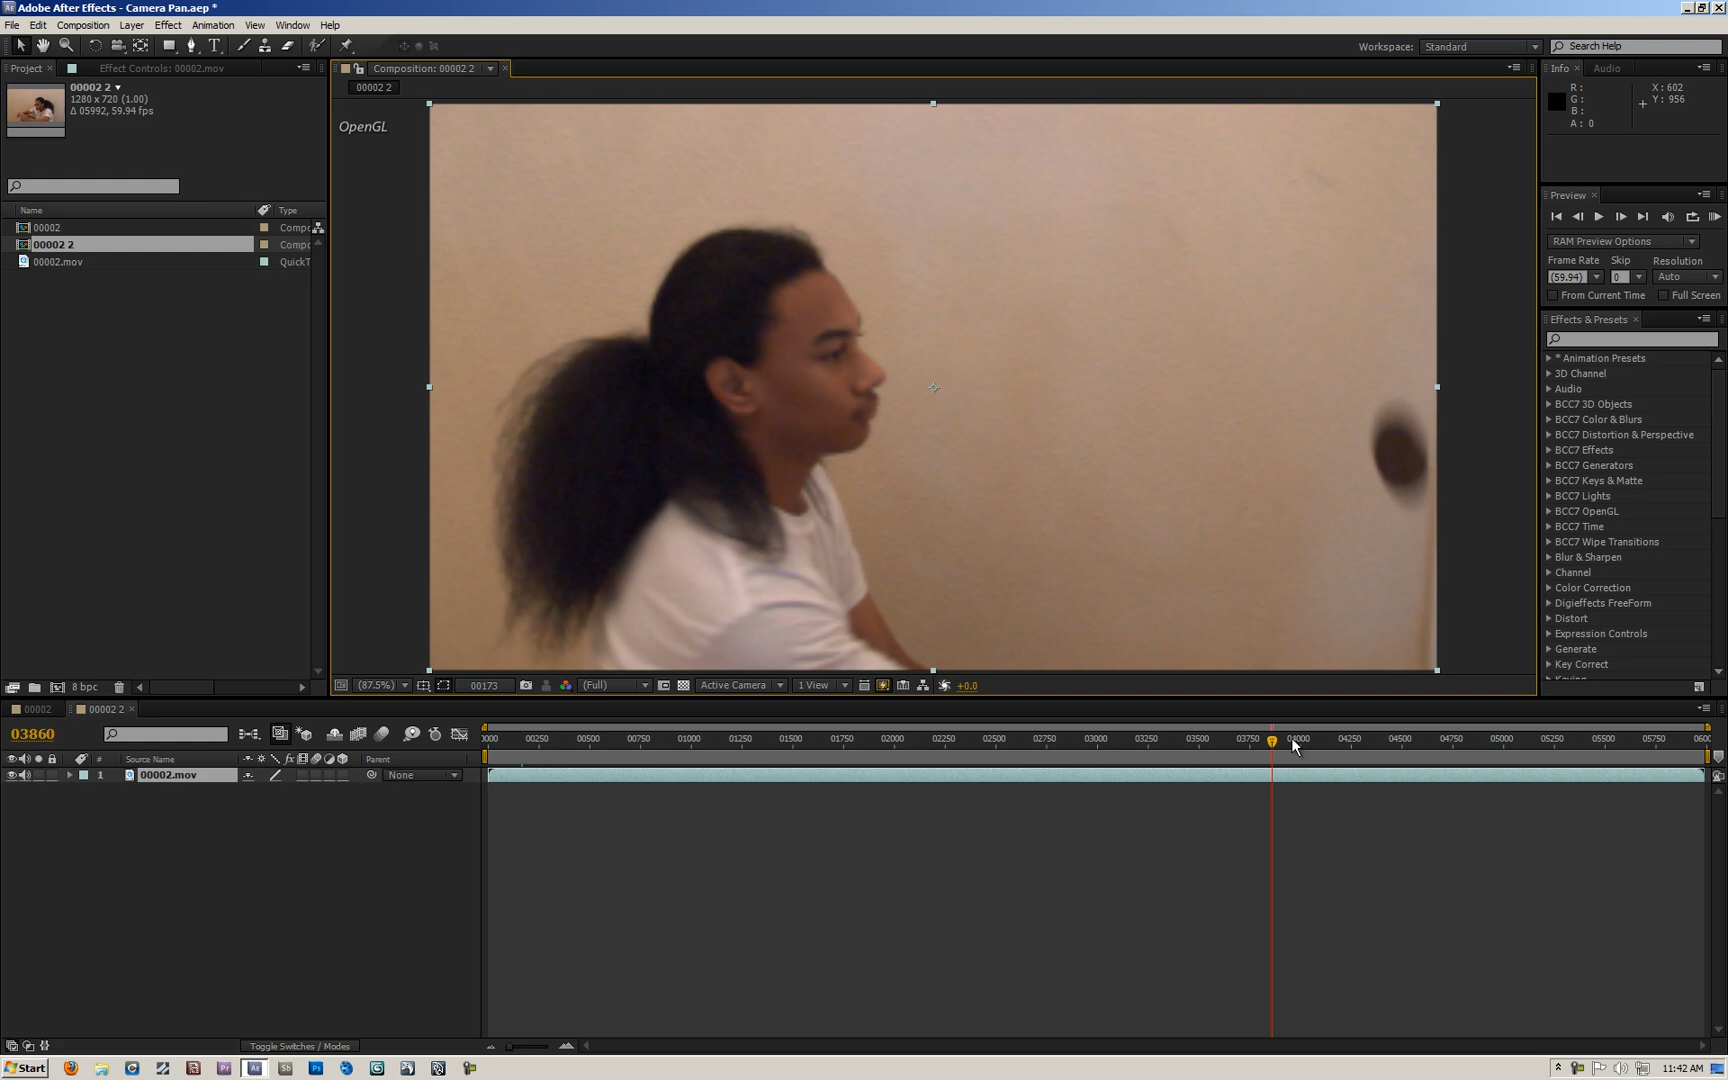 Adobe After Effects - Camera Pan.aep *
File Edit Composition Layer Effect Animation View Window Help
Workspace: Standard Search Help
Project Effect Controls: 00002.mov
00002 2
1280 x 720 (1.00)
Δ 05992, 59.94 fps
Name Type
00002 Compo
00002 2 Compo
00002.mov QuickT
8 bpc
Composition: 00002 2
00002 2
OpenGL
(87.5%) 00173 (Full) Active Camera 1 View +0.0
Info Audio
R: X: 602
G: Y: 956
B:
A: 0
Preview
RAM Preview Options
Frame Rate Skip Resolution
(59.94) 0 Auto
From Current Time Full Screen
Effects & Presets
* Animation Presets
3D Channel
Audio
BCC7 3D Objects
BCC7 Color & Blurs
BCC7 Distortion & Perspective
BCC7 Effects
BCC7 Generators
BCC7 Keys & Matte
BCC7 Lights
BCC7 OpenGL
BCC7 Time
BCC7 Wipe Transitions
Blur & Sharpen
Channel
Color Correction
Digieffects FreeForm
Distort
Expression Controls
Generate
Key Correct
00002 00002 2
03860
0000 00250 00500 00750 01000 01250 01500 01750 02000 02250 02500 02750 03000 03250 03500 03750 04000 04250 04500 04750 05000 05250 05500 05750 0600
# Source Name Parent
1 00002.mov None
Toggle Switches / Modes
Start Pr Ae Sb Ps 11:42 AM